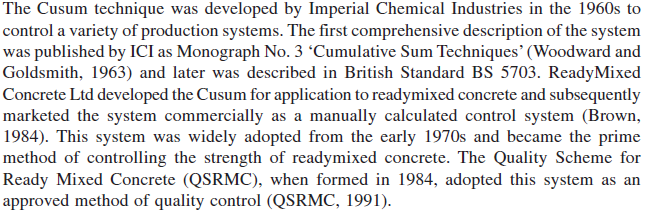 The Cusum technique was developed by Imperial Chemical Industries in the 1960s to
control a variety of production systems. The first comprehensive description of the system
was published by ICI as Monograph No. 3 ‘Cumulative Sum Techniques’ (Woodward and
Goldsmith, 1963) and later was described in British Standard BS 5703. ReadyMixed
Concrete Ltd developed the Cusum for application to readymixed concrete and subsequently
marketed the system commercially as a manually calculated control system (Brown,
1984). This system was widely adopted from the early 1970s and became the prime
method of controlling the strength of readymixed concrete. The Quality Scheme for
Ready Mixed Concrete (QSRMC), when formed in 1984, adopted this system as an
approved method of quality control (QSRMC, 1991).